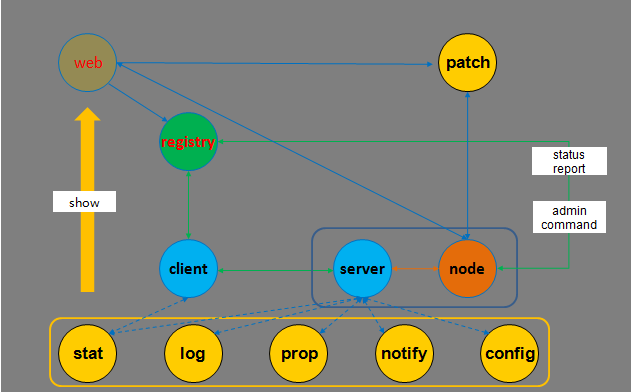 web
patch
registry
status
report
show
admin
command
client
server
node
stat
log
prop
notify
config